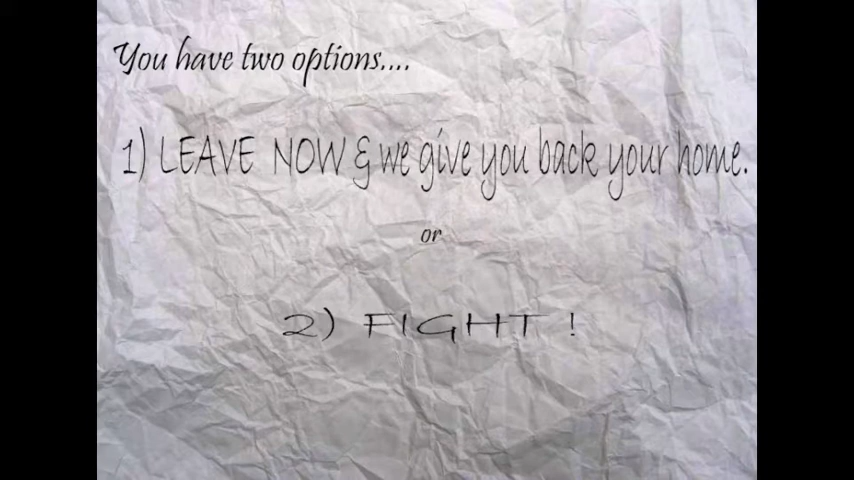 You have two options....
1) LEAVE NOW & we give you back your home.
or
2) FIGHT !